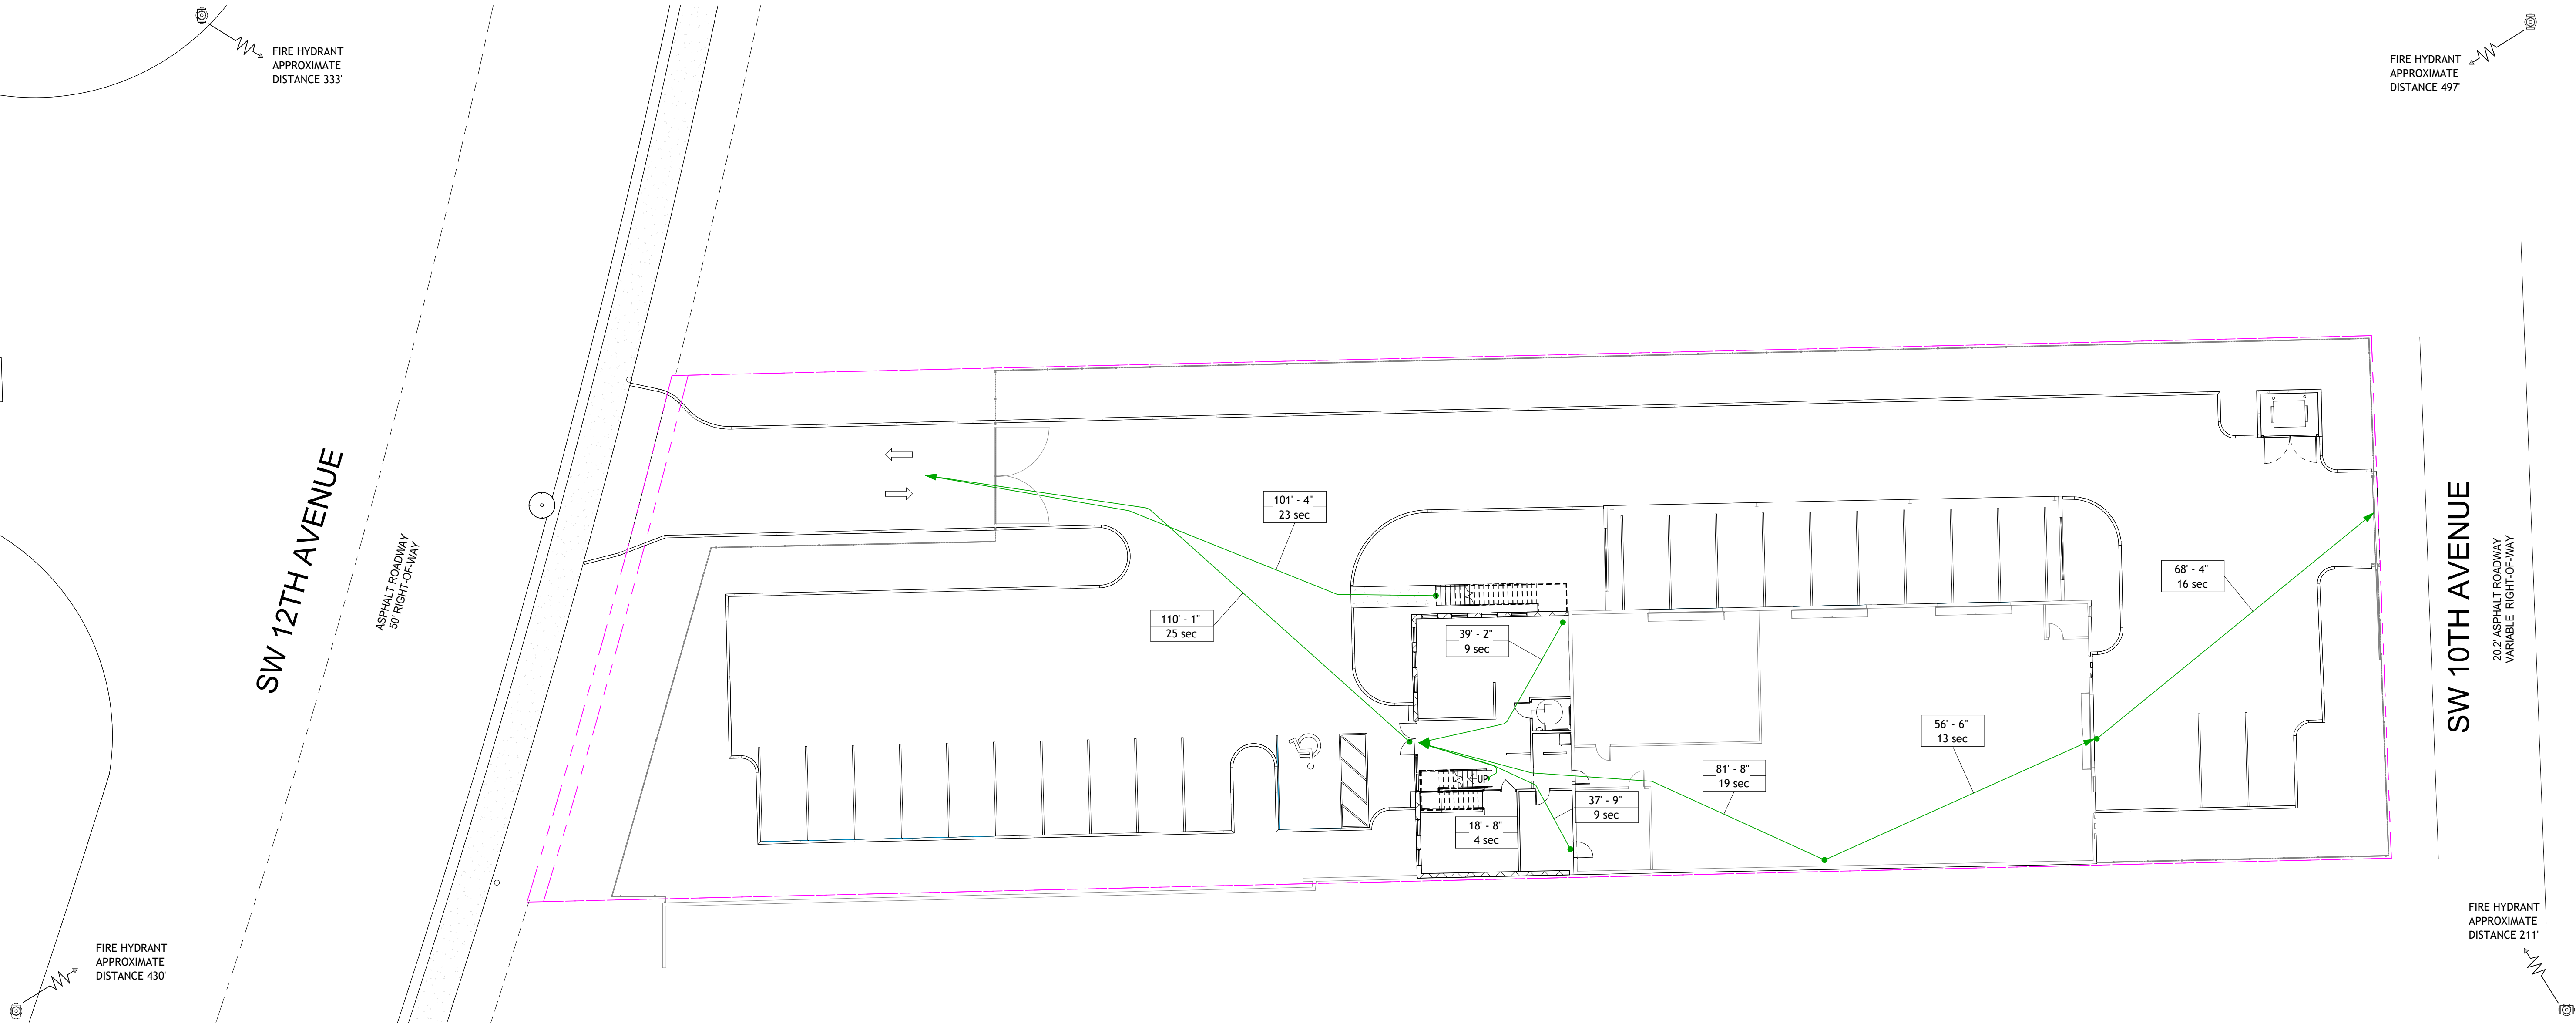 FIRE HYDRANT
APPROXIMATE
DISTANCE 333'
FIRE HYDRANT
APPROXIMATE
DISTANCE 497'
SW 12TH AVENUE
ASPHALT ROADWAY
50' RIGHT-OF-WAY
101' - 4"
23 sec
110' - 1"
25 sec
39' - 2"
9 sec
68' - 4"
16 sec
SW 10TH AVENUE
20.2' ASPHALT ROADWAY
VARIABLE RIGHT-OF-WAY
56' - 6"
13 sec
81' - 8"
19 sec
UP
37' - 9"
9 sec
18' - 8"
4 sec
FIRE HYDRANT
APPROXIMATE
DISTANCE 430'
FIRE HYDRANT
APPROXIMATE
DISTANCE 211'